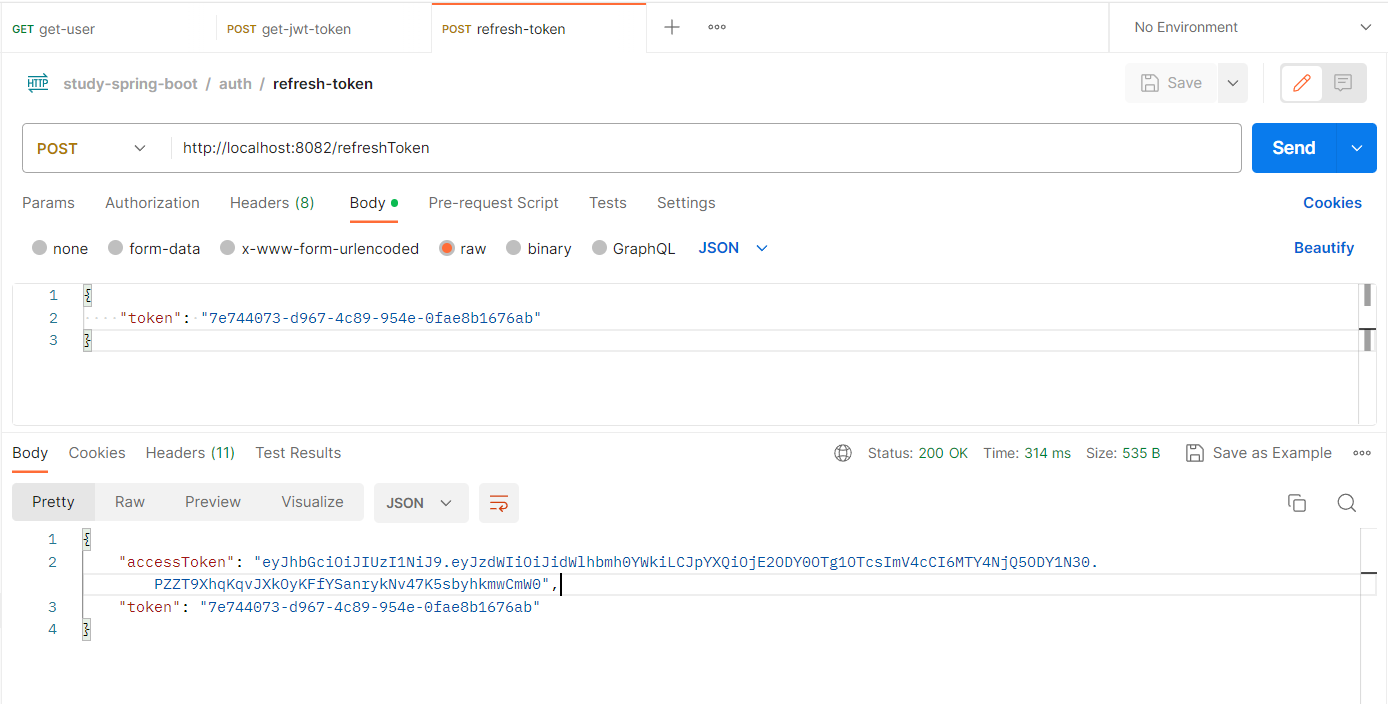 GET get-user POST get-jwt-token POST refresh-token No Environment
HTTP study-spring-boot / auth / refresh-token Save
POST http://localhost:8082/refreshToken Send
Params Authorization Headers (8) Body Pre-request Script Tests Settings Cookies
none form-data x-www-form-urlencoded raw binary GraphQL JSON Beautify
1 {
2 "token": "7e744073-d967-4c89-954e-0fae8b1676ab"
3 }
Body Cookies Headers (11) Test Results Status: 200 OK Time: 314 ms Size: 535 B Save as Example
Pretty Raw Preview Visualize JSON
1 {
2 "accessToken": "eyJhbGciOiJIUzI1NiJ9.eyJzdWIiOiJidWlhbmh0YWkiLCJpYXQiOjE2ODY0OTg1OTcsImV4cCI6MTY4NjQ5ODY1N30.
PZZT9XhqKqvJXkOyKFfYSanrykNv47K5sbyhkmwCmW0",
3 "token": "7e744073-d967-4c89-954e-0fae8b1676ab"
4 }